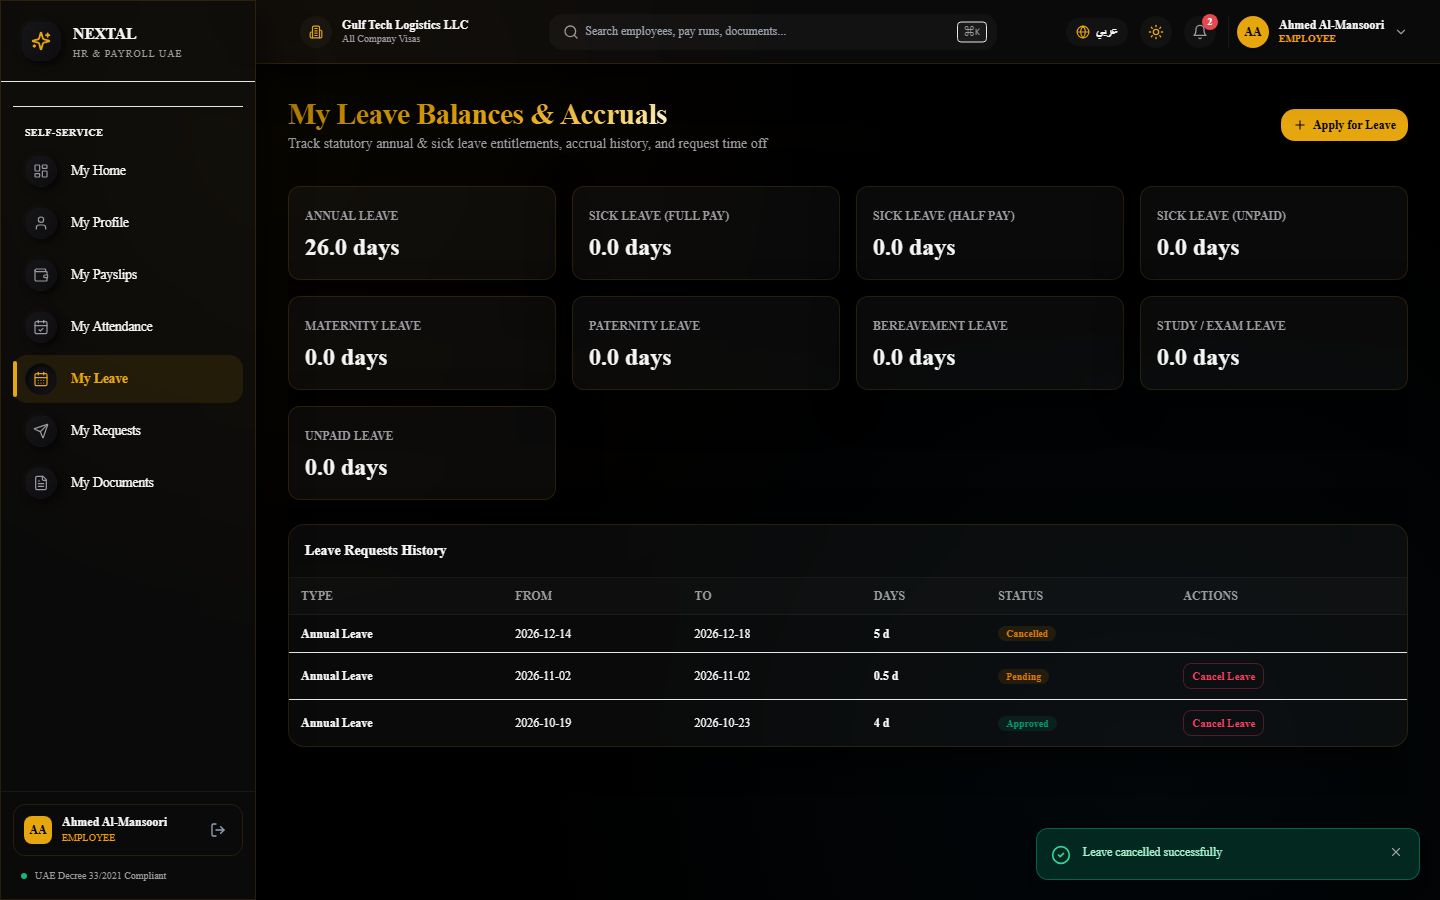 NEXTAL
HR & PAYROLL UAE
Gulf Tech Logistics LLC
All Company Visas
Search employees, pay runs, documents...
⌘K
عربي
2
AA
Ahmed Al-Mansoori
EMPLOYEE
SELF-SERVICE
My Home
My Profile
My Payslips
My Attendance
My Leave
My Requests
My Documents
My Leave Balances & Accruals
Track statutory annual & sick leave entitlements, accrual history, and request time off
Apply for Leave
ANNUAL LEAVE
26.0 days
SICK LEAVE (FULL PAY)
0.0 days
SICK LEAVE (HALF PAY)
0.0 days
SICK LEAVE (UNPAID)
0.0 days
MATERNITY LEAVE
0.0 days
PATERNITY LEAVE
0.0 days
BEREAVEMENT LEAVE
0.0 days
STUDY / EXAM LEAVE
0.0 days
UNPAID LEAVE
0.0 days
Leave Requests History
TYPE FROM TO DAYS STATUS ACTIONS
Annual Leave 2026-12-14 2026-12-18 5 d Cancelled
Annual Leave 2026-11-02 2026-11-02 0.5 d Pending Cancel Leave
Annual Leave 2026-10-19 2026-10-23 4 d Approved Cancel Leave
AA
Ahmed Al-Mansoori
EMPLOYEE
UAE Decree 33/2021 Compliant
Leave cancelled successfully